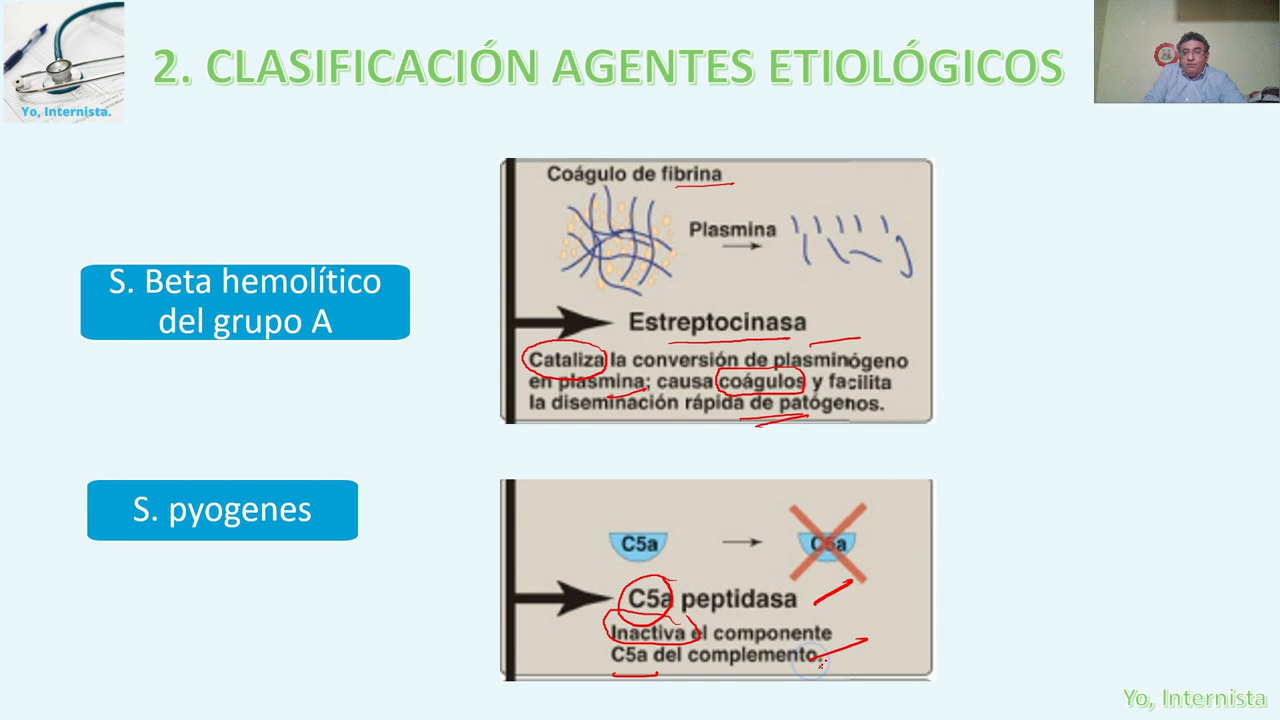 Yo, Internista.
2. CLASIFICACIÓN AGENTES ETIOLÓGICOS
Coágulo de fibrina
Plasmina
S. Beta hemolítico
del grupo A
Estreptocinasa
Cataliza la conversión de plasminógeno
en plasmina; causa coágulos y facilita
la diseminación rápida de patógenos.
S. pyogenes
C5a
C5a
C5a peptidasa
Inactiva el componente
C5a del complemento.
Yo, Internista